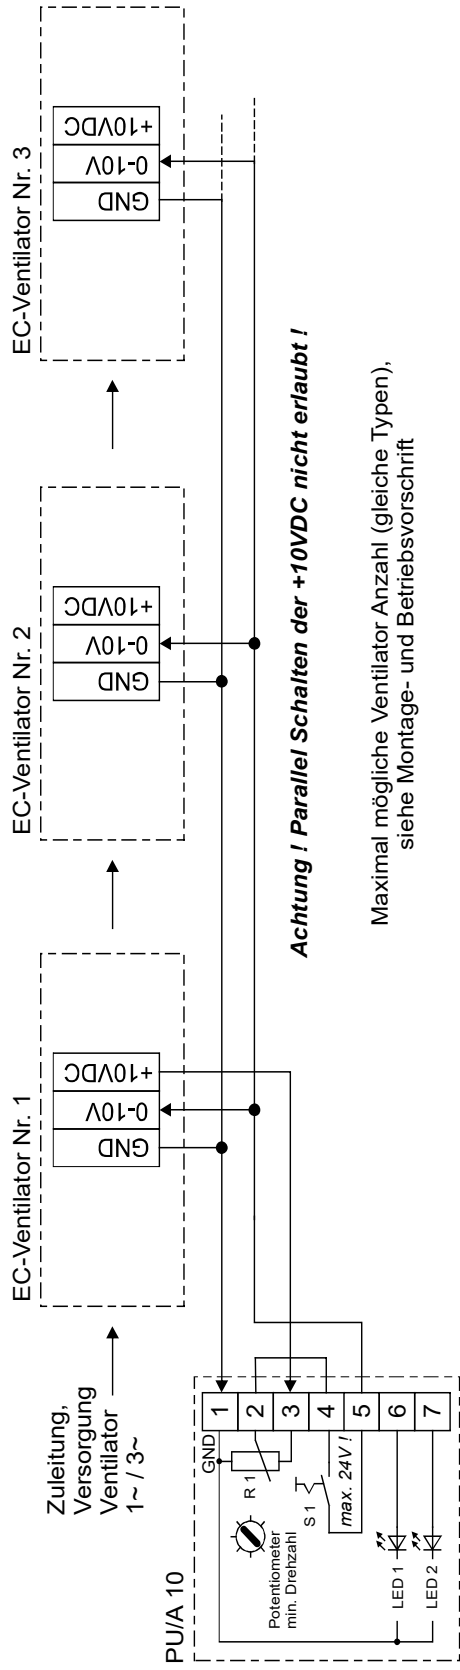 Zuleitung,
Versorgung
Ventilator
1~ / 3~
EC-Ventilator Nr. 1
GND
0-10V
+10VDC
EC-Ventilator Nr. 2
GND
0-10V
+10VDC
EC-Ventilator Nr. 3
GND
0-10V
+10VDC
PU/A 10
GND
1
2
3
4
5
6
7
R 1
Potentiometer
min. Drehzahl
S 1
max. 24V !
LED 1
LED 2
Achtung ! Parallel Schalten der +10VDC nicht erlaubt !
Maximal mögliche Ventilator Anzahl (gleiche Typen),
siehe Montage- und Betriebsvorschrift